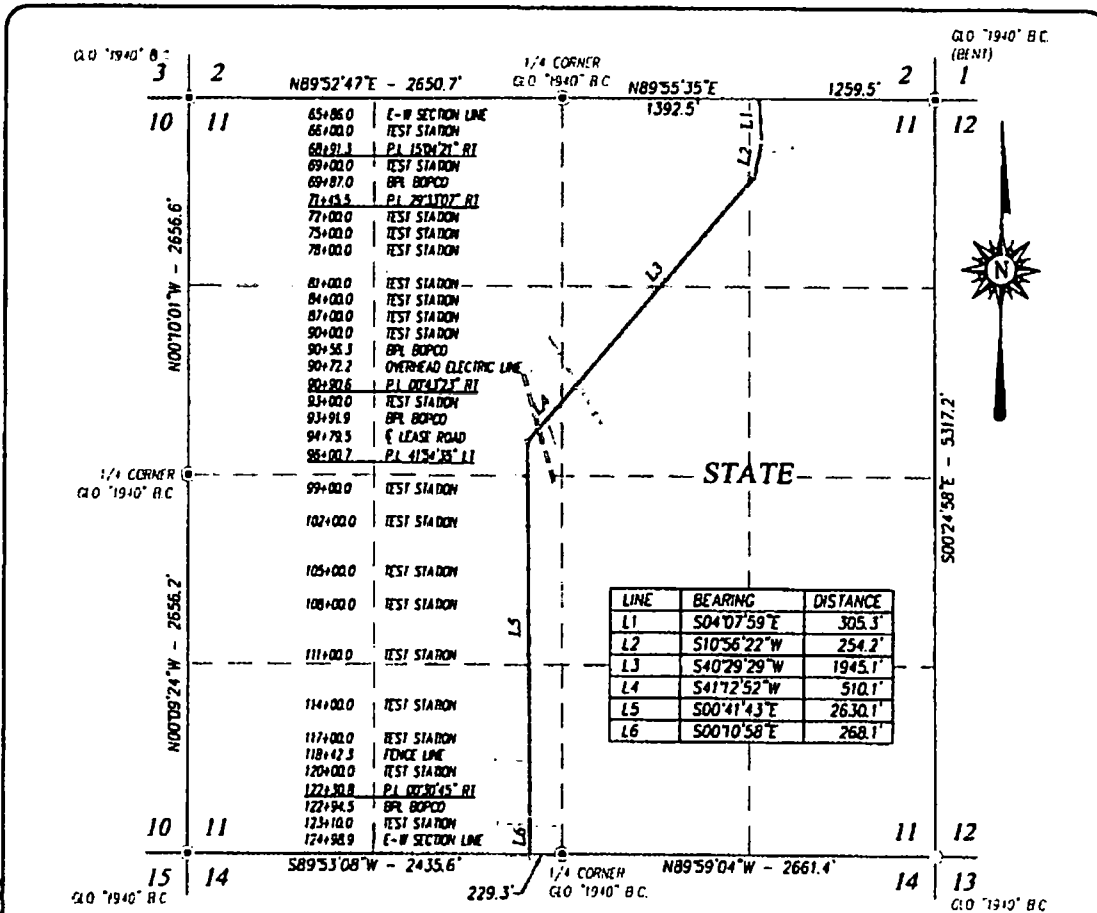 GLO "1940" B.C.
(BENT)
GLO "1940" B.C.
1/4 CORNER
GLO "1940" B.C.
3 2
N89°52'47"E - 2650.7'
N89°55'35"E
1392.5'
1259.5'
2 1
10 11
11 12
65+86.0 E-W SECTION LINE
66+00.0 TEST STATION
68+91.3 P.I. 15°04'21" RT
69+00.0 TEST STATION
69+87.0 BPL BOPCO
71+45.5 P.I. 29°33'07" RT
72+00.0 TEST STATION
75+00.0 TEST STATION
78+00.0 TEST STATION
81+00.0 TEST STATION
84+00.0 TEST STATION
87+00.0 TEST STATION
90+00.0 TEST STATION
90+56.3 BPL BOPCO
90+72.2 OVERHEAD ELECTRIC LINE
90+90.6 P.I. 00°43'23" RT
93+00.0 TEST STATION
93+91.9 BPL BOPCO
94+79.5 ℄ LEASE ROAD
96+00.7 P.I. 41°54'35" LT
99+00.0 TEST STATION
102+00.0 TEST STATION
105+00.0 TEST STATION
108+00.0 TEST STATION
111+00.0 TEST STATION
114+00.0 TEST STATION
117+00.0 TEST STATION
118+42.3 FENCE LINE
120+00.0 TEST STATION
122+30.8 P.I. 00°30'45" RT
122+94.5 BPL BOPCO
123+10.0 TEST STATION
124+98.9 E-W SECTION LINE
N00°10'01"W - 2656.6'
1/4 CORNER
GLO "1940" B.C.
N00°09'24"W - 2656.2'
L1
L2
L3
L4
L5
L6
N
STATE
S00°24'58"E - 5317.2'
LINE BEARING DISTANCE
L1 S04°07'59"E 305.3'
L2 S10°56'22"W 254.2'
L3 S40°29'29"W 1945.1'
L4 S41°12'52"W 510.1'
L5 S00°41'43"E 2630.1'
L6 S00°10'58"E 268.1'
10 11
11 12
15 14
S89°53'08"W - 2435.6'
229.3'
1/4 CORNER
GLO "1940" B.C.
N89°59'04"W - 2661.4'
14 13
GLO "1940" B.C.
GLO "1940" B.C.